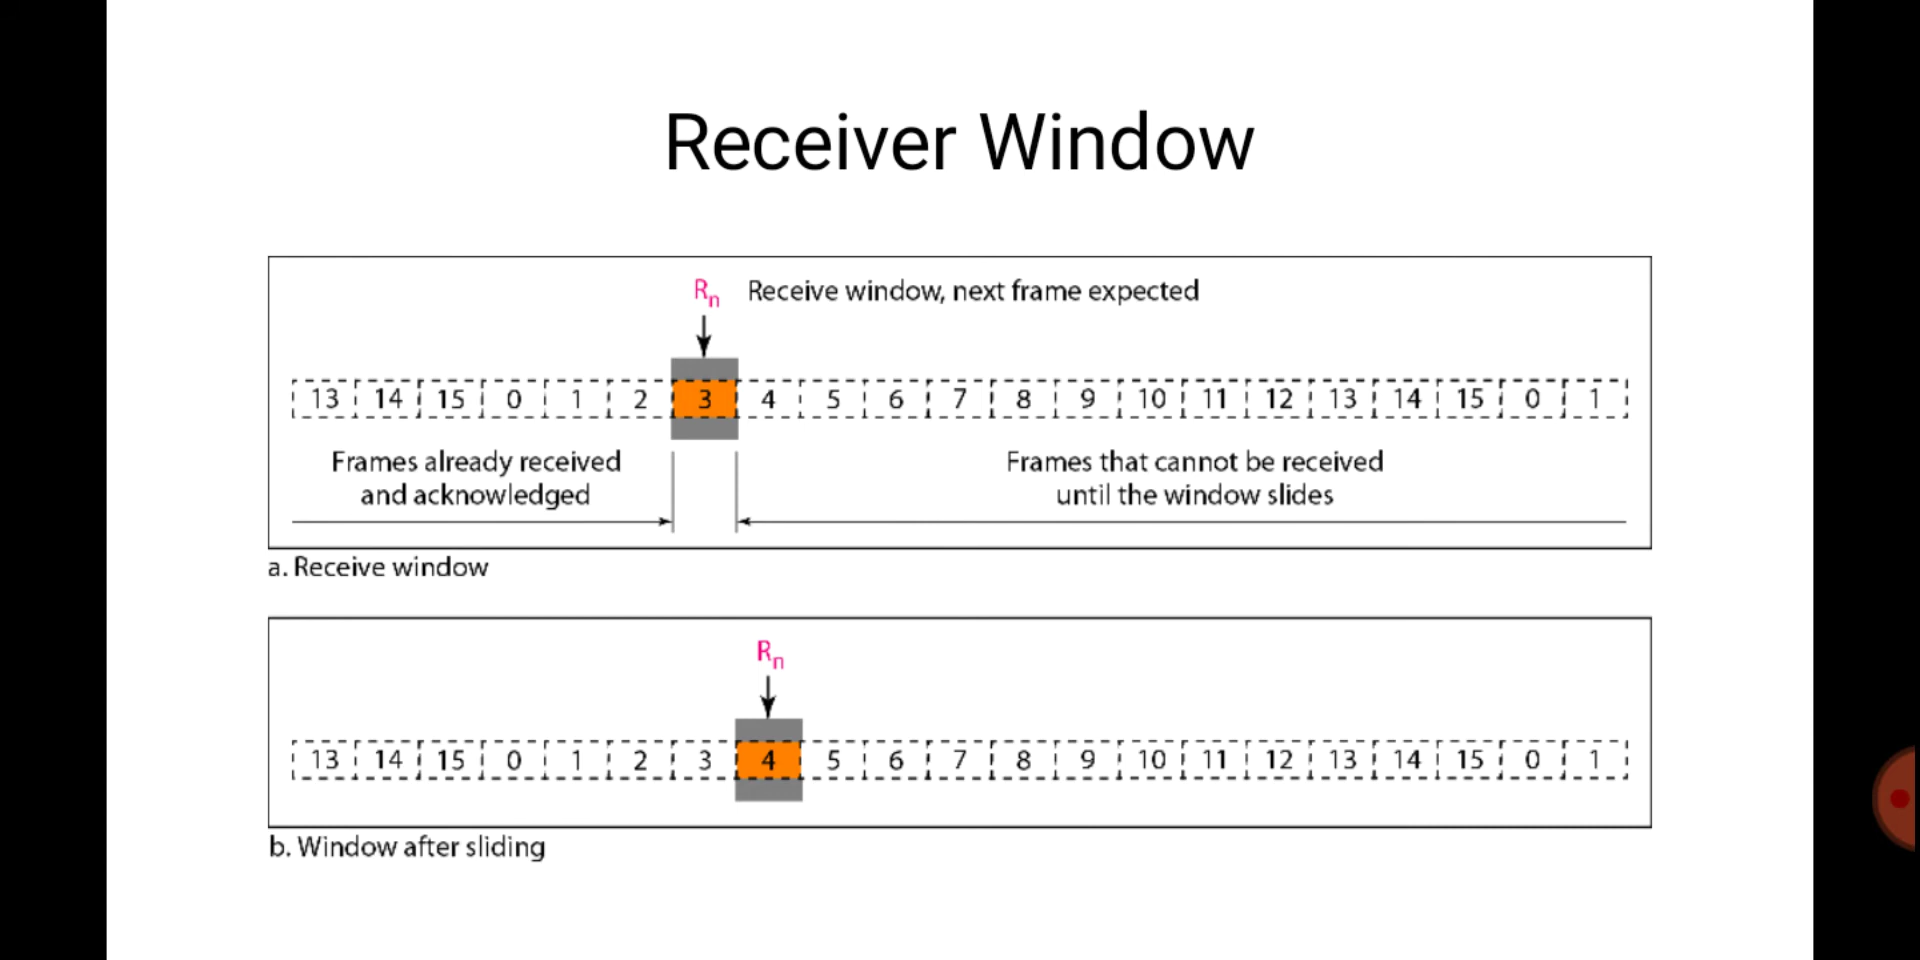 Receiver Window
Rn Receive window, next frame expected
13 14 15 0 1 2 3 4 5 6 7 8 9 10 11 12 13 14 15 0 1
Frames already received
and acknowledged
Frames that cannot be received
until the window slides
a. Receive window
Rn
13 14 15 0 1 2 3 4 5 6 7 8 9 10 11 12 13 14 15 0 1
b. Window after sliding